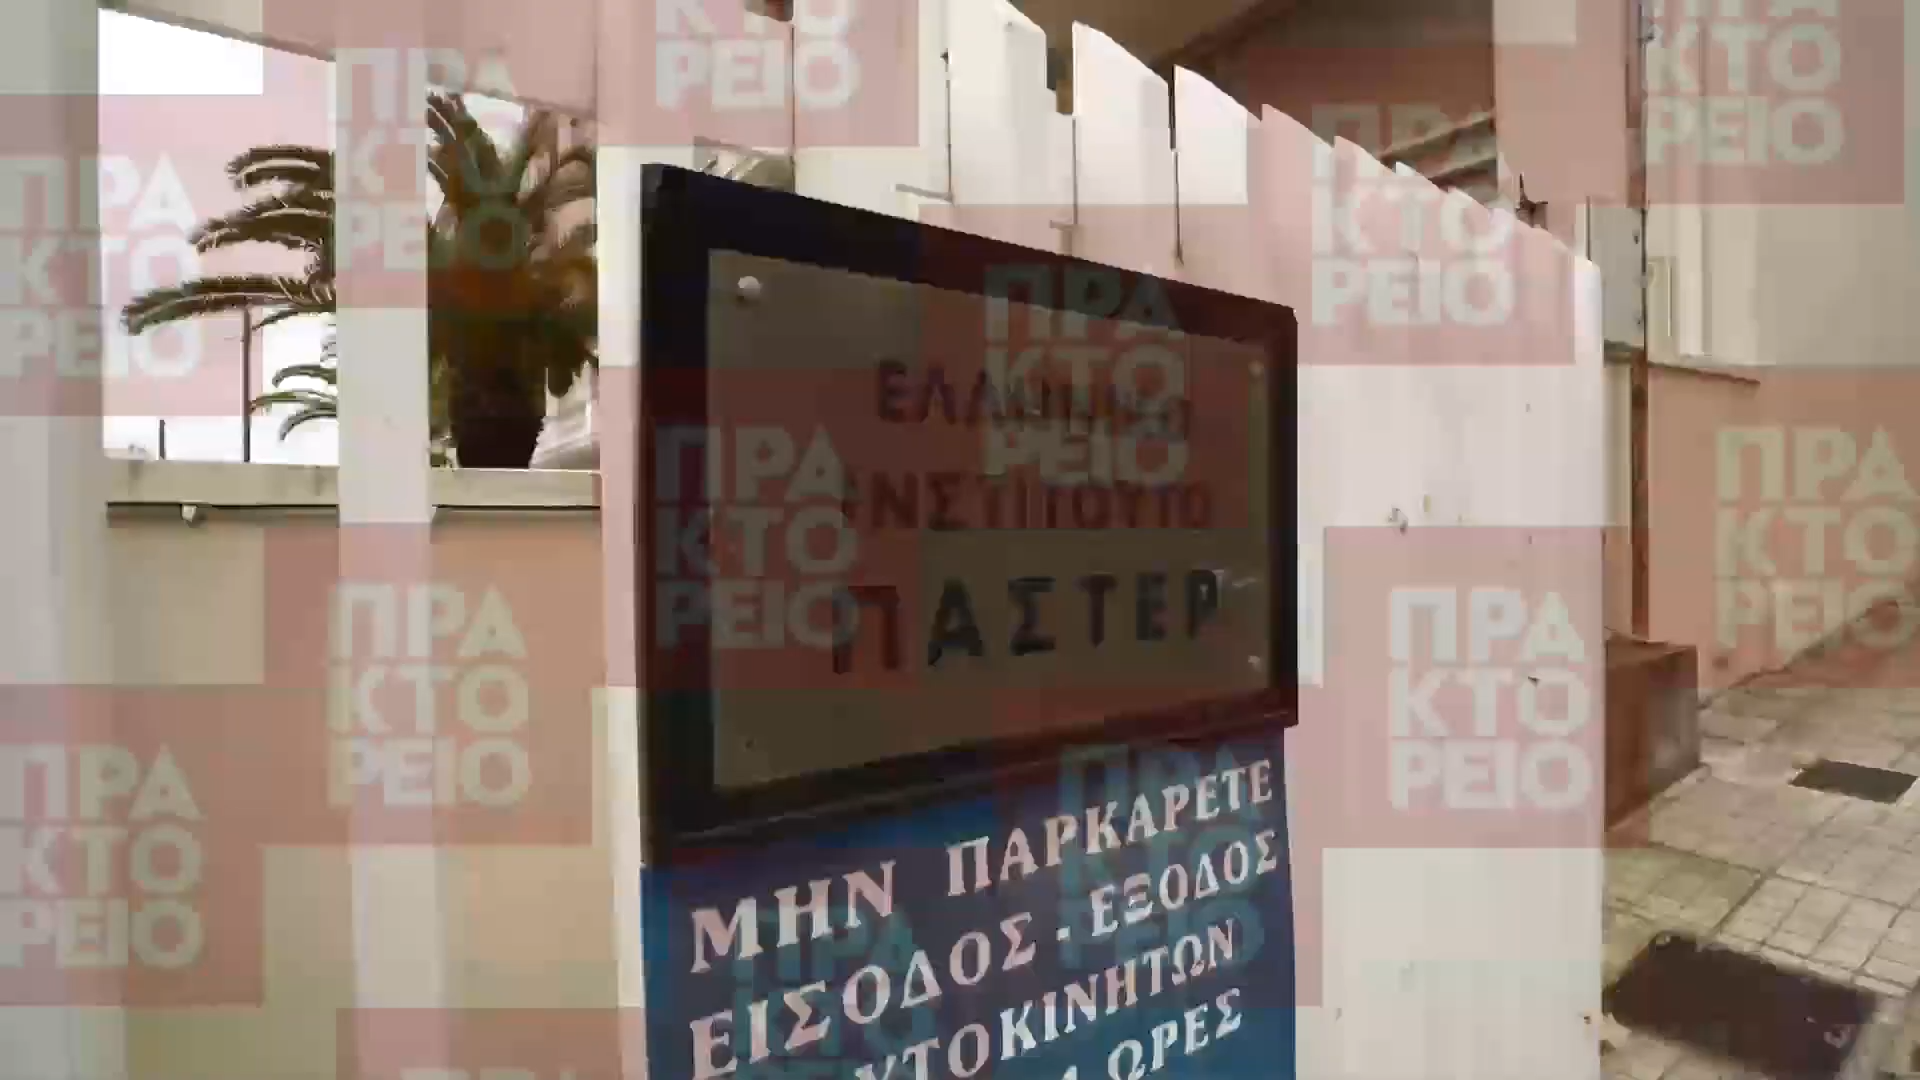 ΕΛΛΗΝΙΚΟ
ΙΝΣΤΙΤΟΥΤΟ
ΠΑΣΤΕΡ
ΜΗΝ ΠΑΡΚΑΡΕΤΕ
ΕΙΣΟΔΟΣ - ΕΞΟΔΟΣ
ΑΥΤΟΚΙΝΗΤΩΝ
ΩΡΕΣ
ΠΡΑ
ΚΤΟ
ΡΕΙΟ